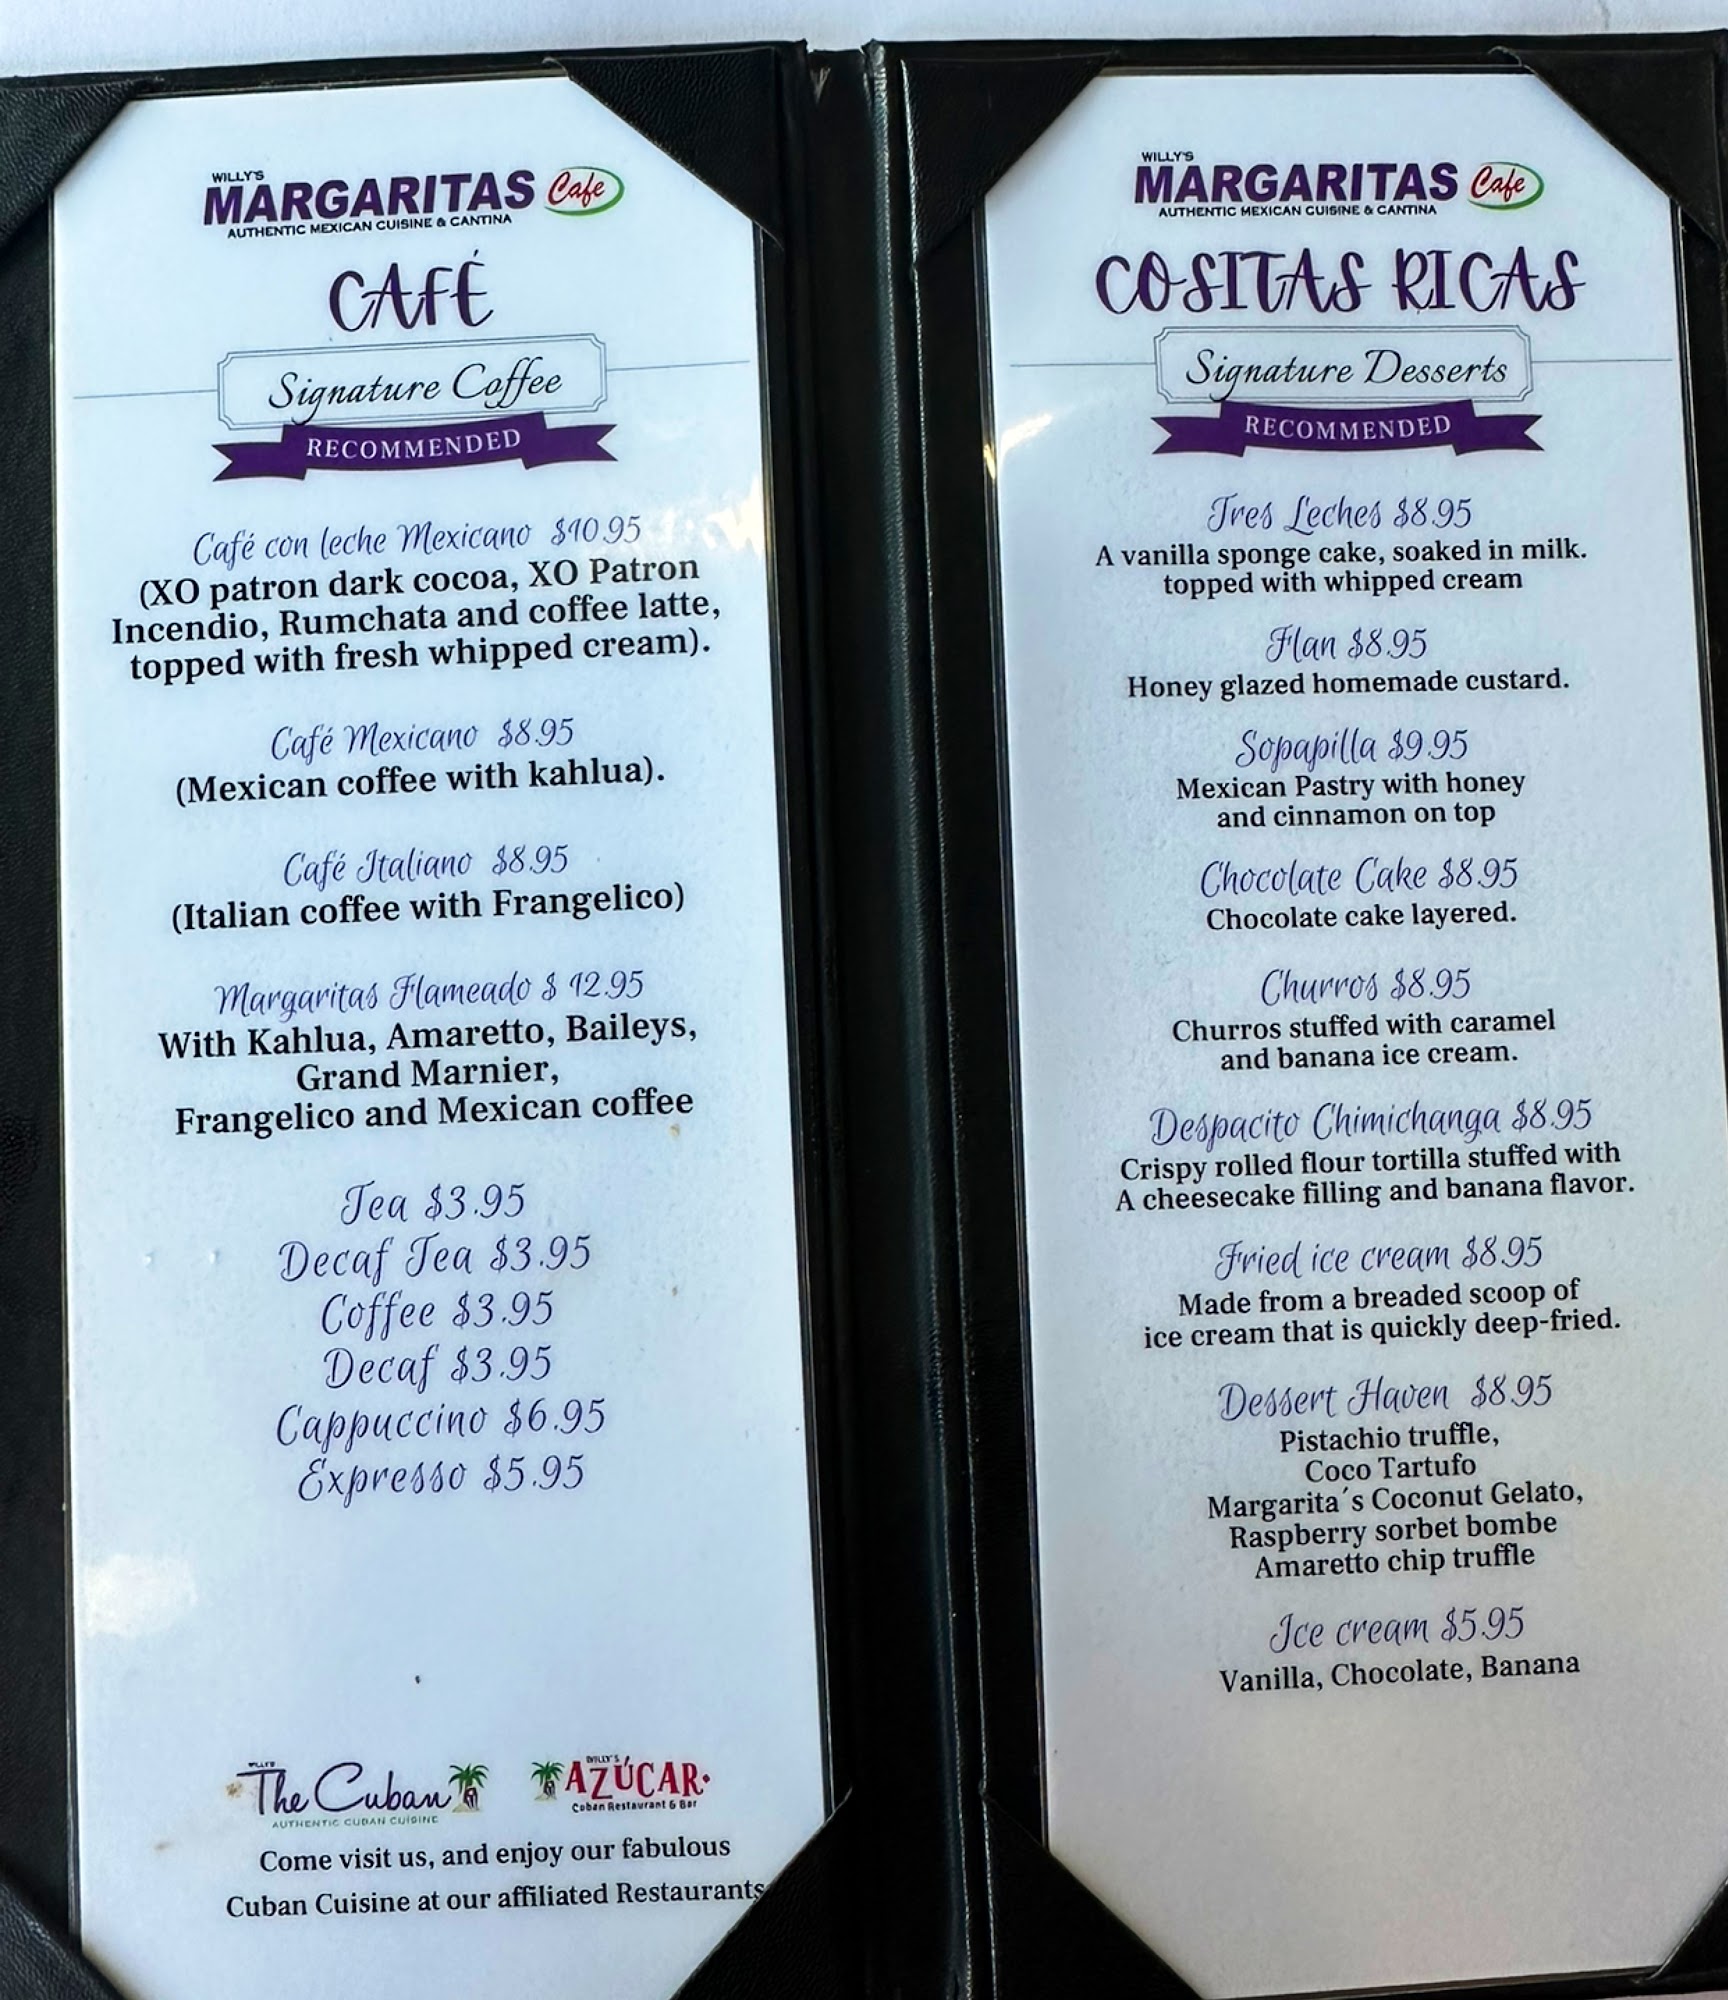 WILLY'S
MARGARITAS Cafe
AUTHENTIC MEXICAN CUISINE & CANTINA
CAFÉ
Signature Coffee
RECOMMENDED
Café con leche Mexicano $10.95
(XO patron dark cocoa, XO Patron
Incendio, Rumchata and coffee latte,
topped with fresh whipped cream).
Café Mexicano $8.95
(Mexican coffee with kahlua).
Café Italiano $8.95
(Italian coffee with Frangelico)
Margaritas Flameado $ 12.95
With Kahlua, Amaretto, Baileys,
Grand Marnier,
Frangelico and Mexican coffee
Tea $3.95
Decaf Tea $3.95
Coffee $3.95
Decaf $3.95
Cappuccino $6.95
Expresso $5.95
WILLY'S
The Cuban
AUTHENTIC CUBAN CUISINE
WILLY'S
AZÚCAR
Cuban Restaurant & Bar
Come visit us, and enjoy our fabulous
Cuban Cuisine at our affiliated Restaurants
WILLY'S
MARGARITAS Cafe
AUTHENTIC MEXICAN CUISINE & CANTINA
COSITAS RICAS
Signature Desserts
RECOMMENDED
Tres Leches $8.95
A vanilla sponge cake, soaked in milk.
topped with whipped cream
Flan $8.95
Honey glazed homemade custard.
Sopapilla $9.95
Mexican Pastry with honey
and cinnamon on top
Chocolate Cake $8.95
Chocolate cake layered.
Churros $8.95
Churros stuffed with caramel
and banana ice cream.
Despacito Chimichanga $8.95
Crispy rolled flour tortilla stuffed with
A cheesecake filling and banana flavor.
Fried ice cream $8.95
Made from a breaded scoop of
ice cream that is quickly deep-fried.
Dessert Haven $8.95
Pistachio truffle,
Coco Tartufo
Margarita´s Coconut Gelato,
Raspberry sorbet bombe
Amaretto chip truffle
Ice cream $5.95
Vanilla, Chocolate, Banana